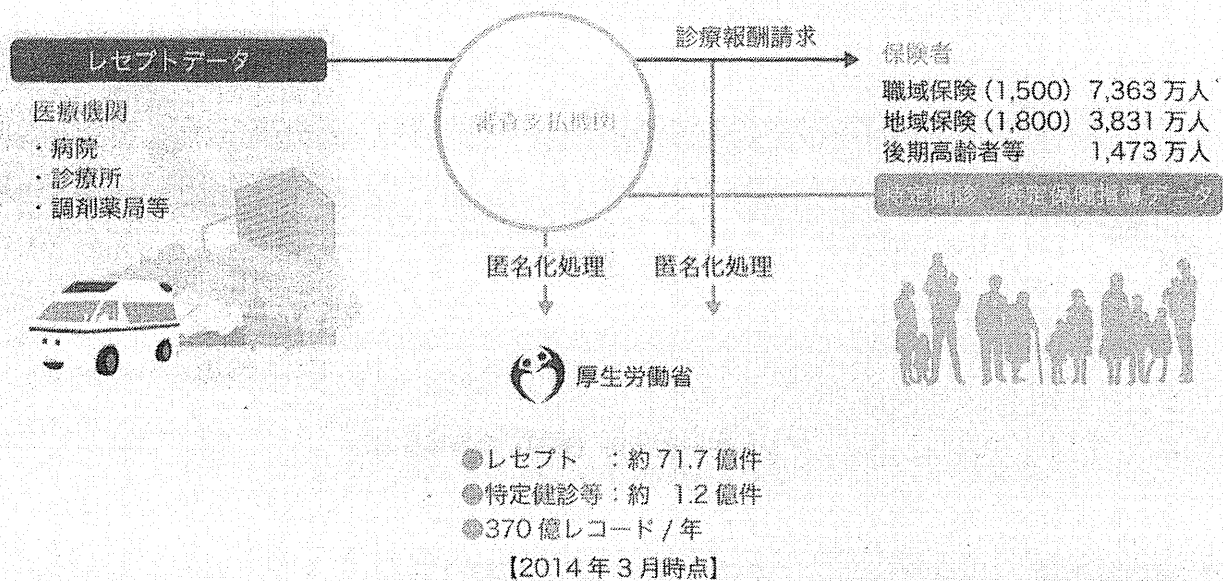 レセプトデータ
医療機関
・病院
・診療所
・調剤薬局等
審査支払機関
診療報酬請求
保険者
職域保険(1,500) 7,363万人
地域保険(1,800) 3,831万人
後期高齢者等 1,473万人
特定健診・特定保健指導データ
匿名化処理 匿名化処理
厚生労働省
●レセプト :約71.7億件
●特定健診等:約 1.2億件
●370億レコード/年
【2014年3月時点】